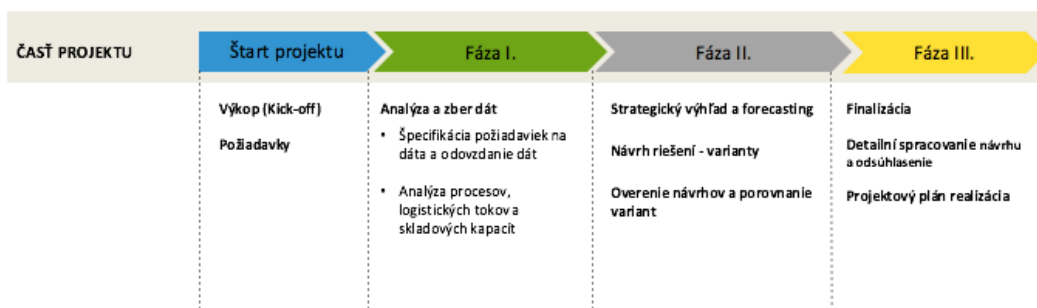 ČASŤ PROJEKTU
Štart projektu
Fáza I.
Fáza II.
Fáza III.
Výkop (Kick-off)
Požiadavky
Analýza a zber dát
• Špecifikácia požiadaviek na
dáta a odovzdanie dát
• Analýza procesov,
logistických tokov a
skladových kapacít
Strategický výhľad a forecasting
Návrh riešení - varianty
Overenie návrhov a porovnanie
variant
Finalizácia
Detailní spracovanie návrhu
a odsúhlasenie
Projektový plán realizácia